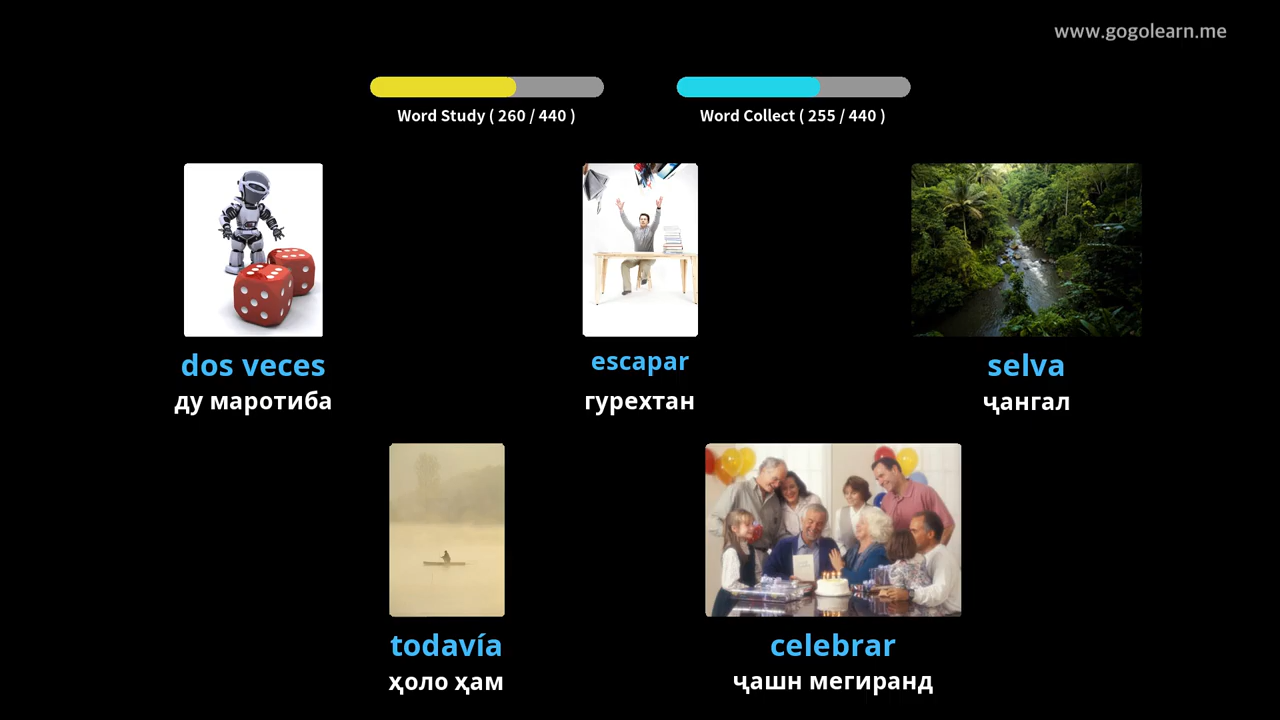 www.gogolearn.me
Word Study ( 260 / 440 )
Word Collect ( 255 / 440 )
dos veces
ду маротиба
escapar
гурехтан
selva
ҷангал
todavía
ҳоло ҳам
celebrar
ҷашн мегиранд